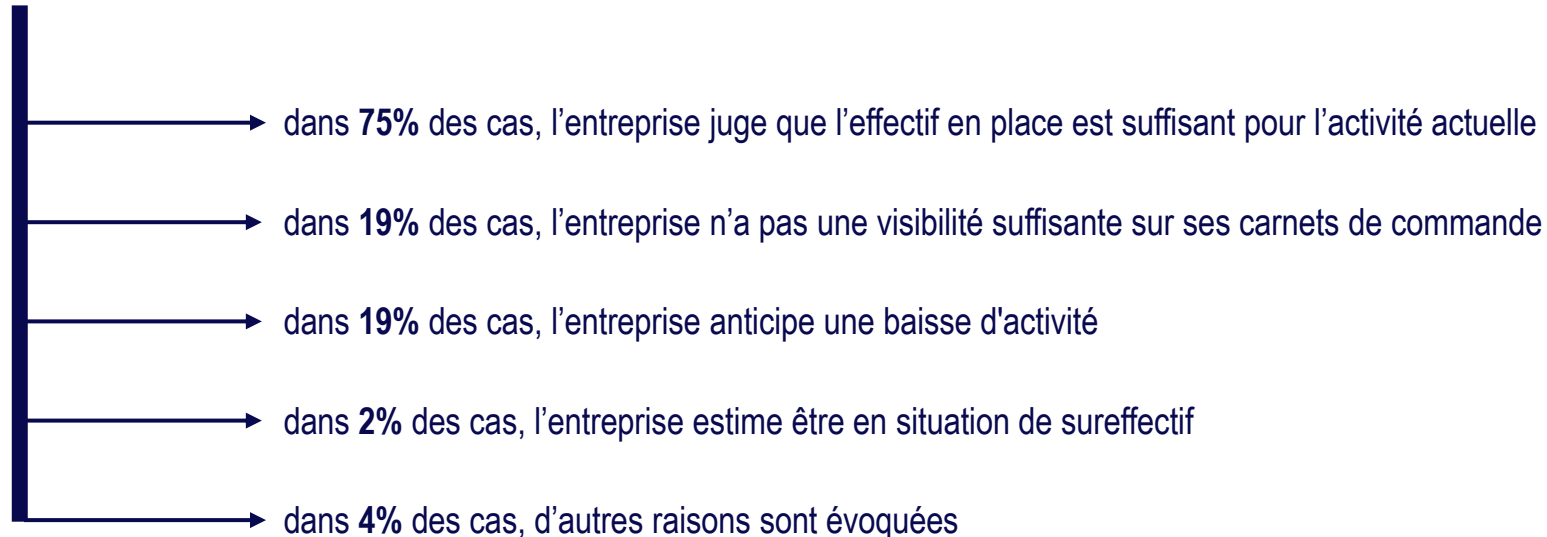 dans 75% des cas, l’entreprise juge que l’effectif en place est suffisant pour l’activité actuelle
dans 19% des cas, l’entreprise n’a pas une visibilité suffisante sur ses carnets de commande
dans 19% des cas, l’entreprise anticipe une baisse d'activité
dans 2% des cas, l’entreprise estime être en situation de sureffectif
dans 4% des cas, d’autres raisons sont évoquées